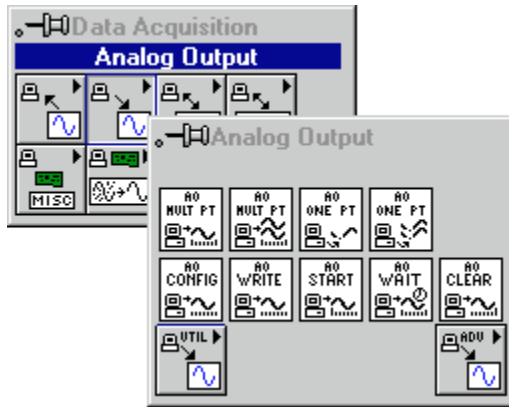 Data Acquisition
Analog Output
MISC
Analog Output
AO MULT PT
AO MULT PT
AO ONE PT
AO ONE PT
AO CONFIG
AO WRITE
AO START
AO WAIT
AO CLEAR
UTIL
ADV